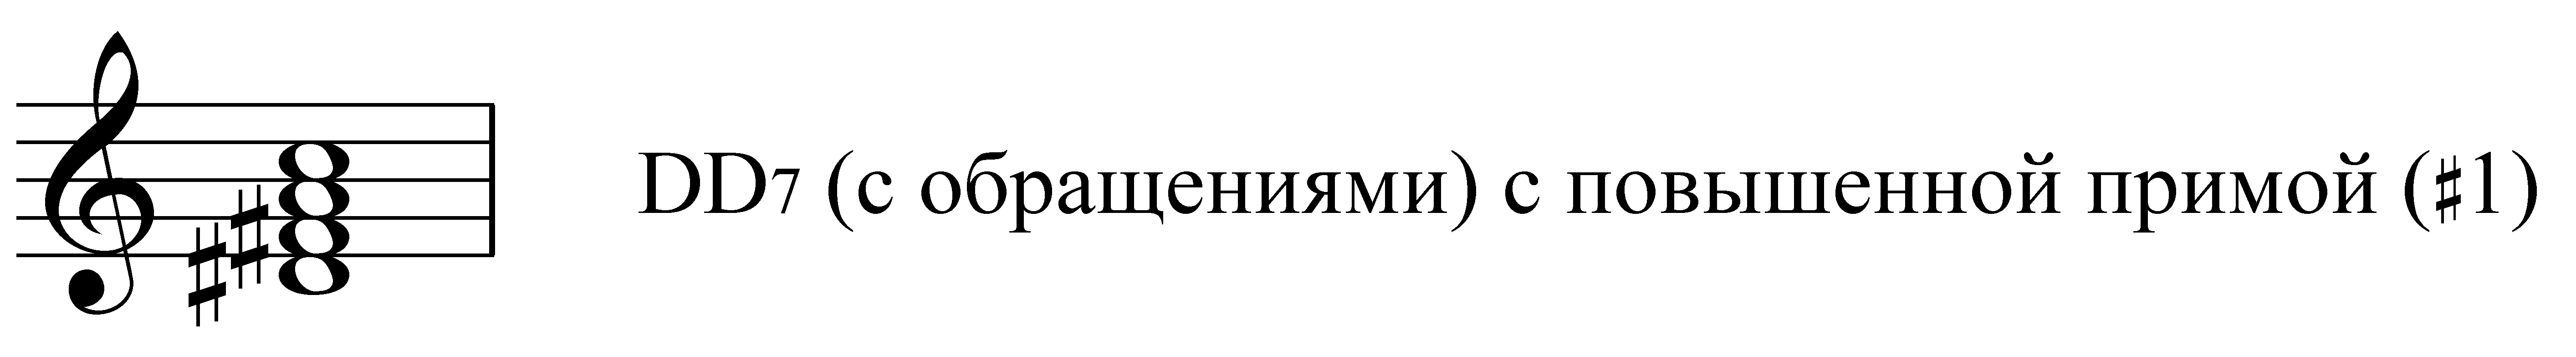 DD7 (с обращениями) с повышенной примой (♯1)